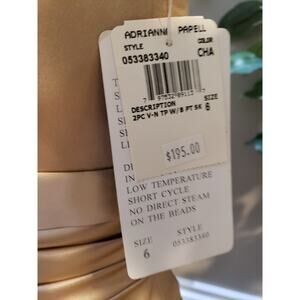 ADRIANNA PAPELL
STYLE COLOR
053383340 CHA
SIZE
DESCRIPTION 6
2PC V-N TP W/B PT SK
$195.00
LOW TEMPERATURE
SHORT CYCLE
NO DIRECT STEAM
ON THE BEADS
SIZE STYLE
6 053383340